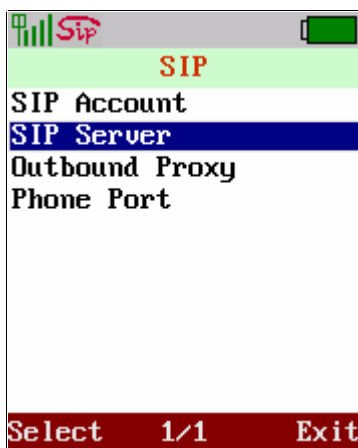 Sip
SIP
SIP Account
SIP Server
Outbound Proxy
Phone Port
Select 1/1 Exit